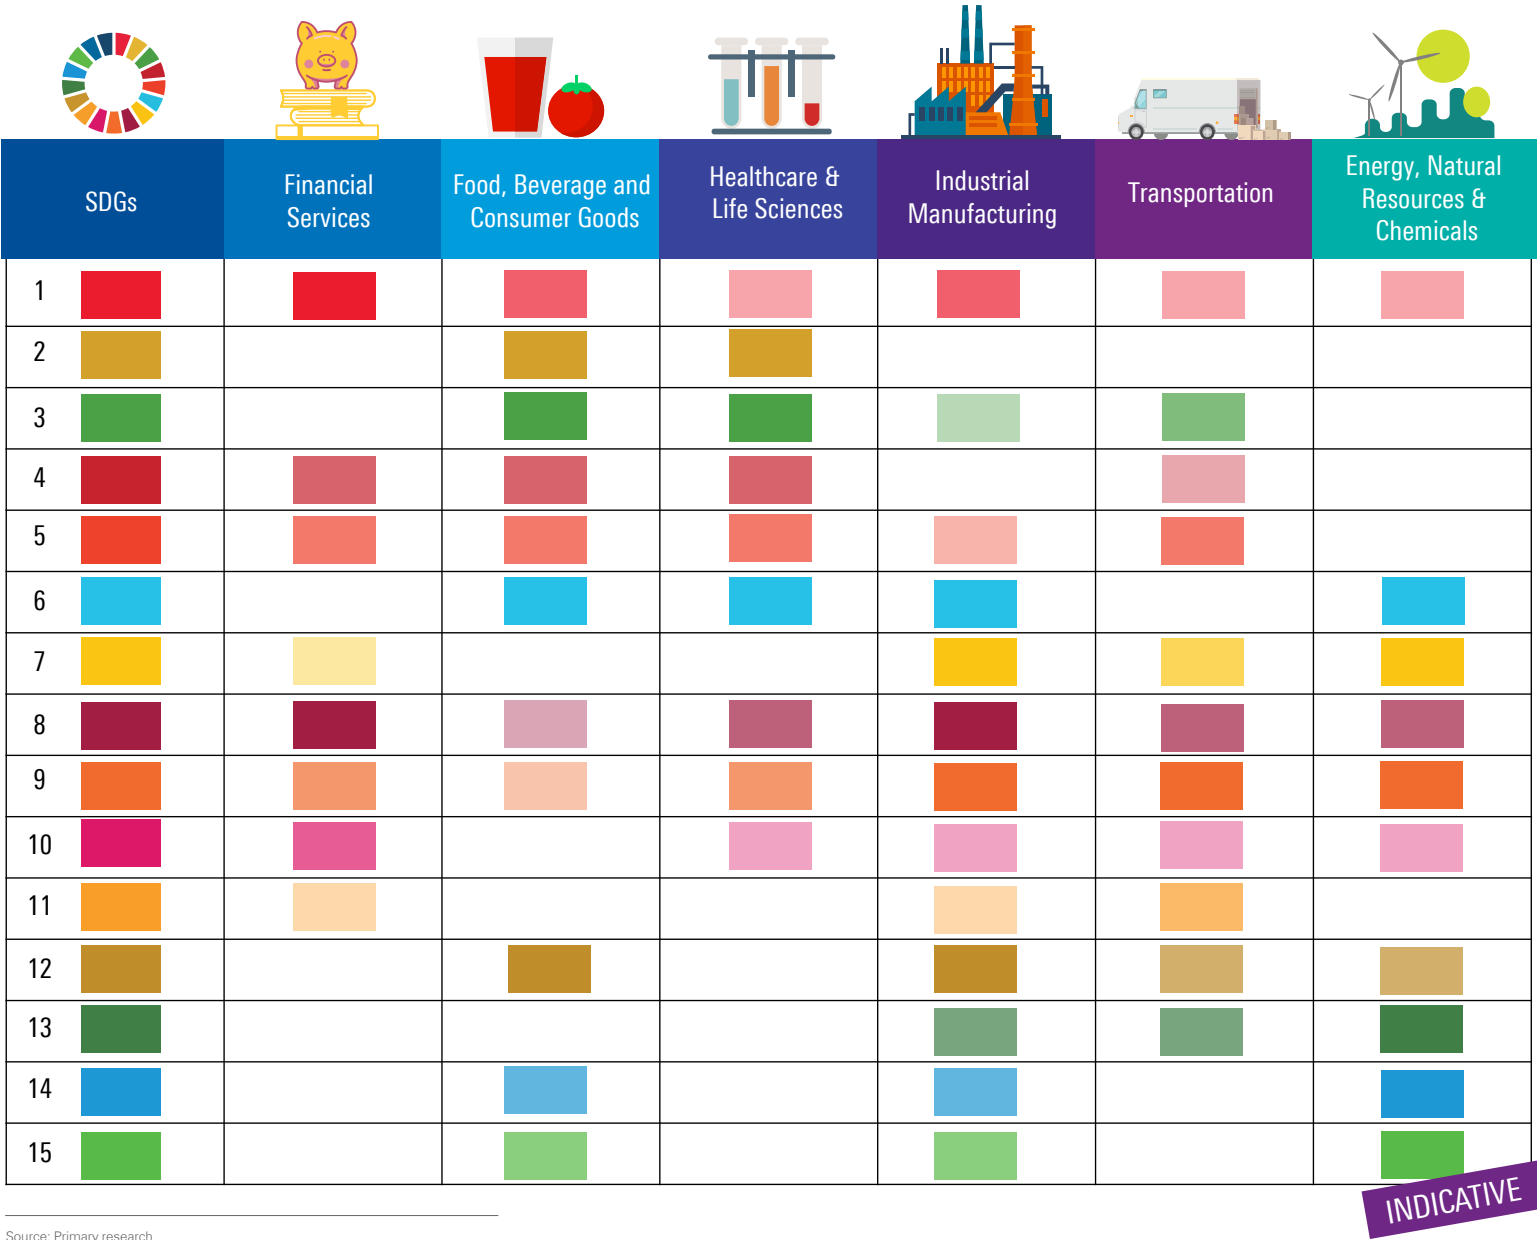 SDGs
Financial
Services
Food, Beverage and
Consumer Goods
Healthcare &
Life Sciences
Industrial
Manufacturing
Transportation
Energy, Natural
Resources &
Chemicals
1
2
3
4
5
6
7
8
9
10
11
12
13
14
15
INDICATIVE
Source: Primary research